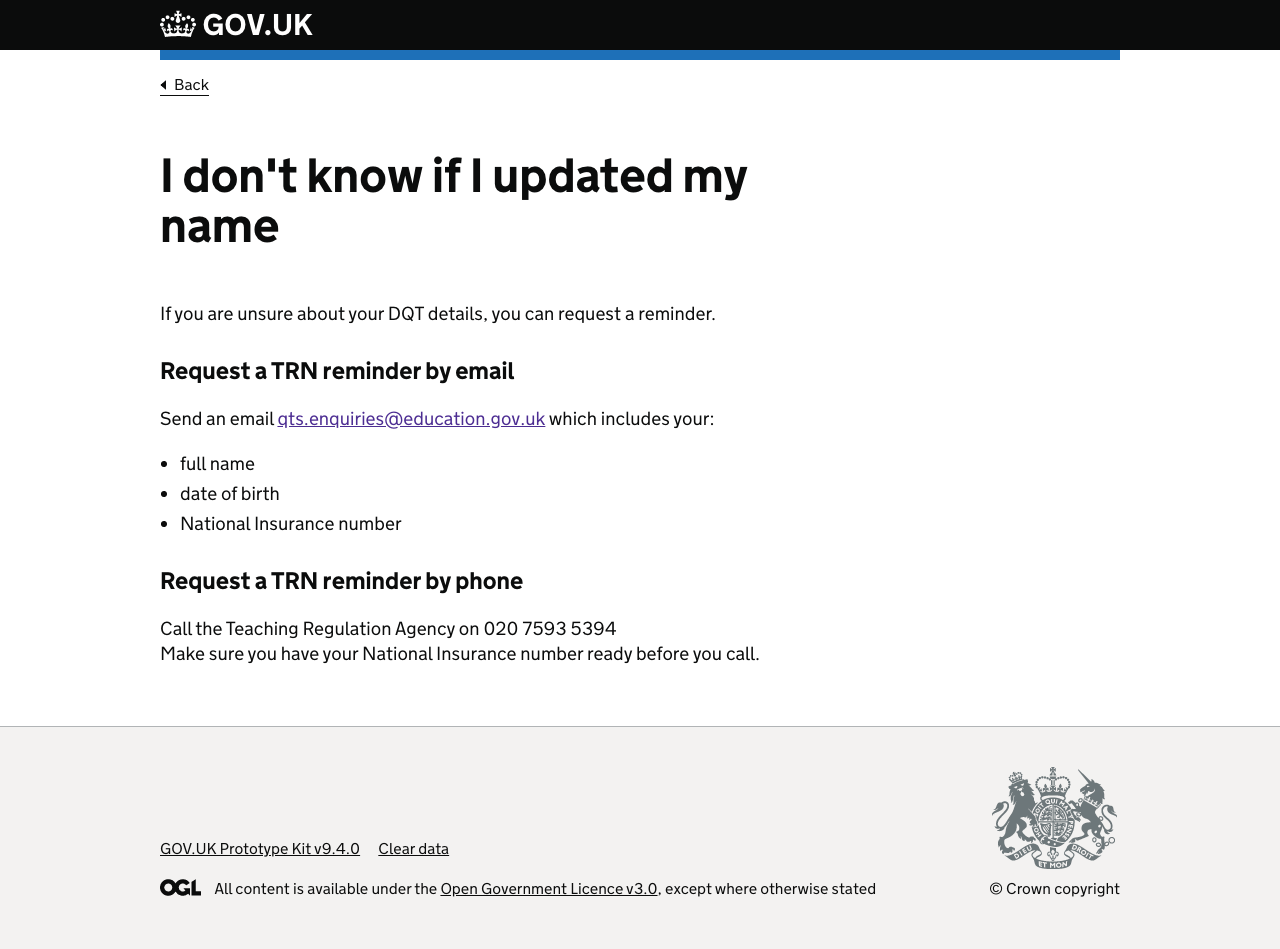 GOV.UK
Back
I don't know if I updated my
name
If you are unsure about your DQT details, you can request a reminder.
Request a TRN reminder by email
Send an email qts.enquiries@education.gov.uk which includes your:
• full name
• date of birth
• National Insurance number
Request a TRN reminder by phone
Call the Teaching Regulation Agency on 020 7593 5394
Make sure you have your National Insurance number ready before you call.
GOV.UK Prototype Kit v9.4.0 Clear data
OGL All content is available under the Open Government Licence v3.0, except where otherwise stated
DIEU ET MON DROIT
© Crown copyright